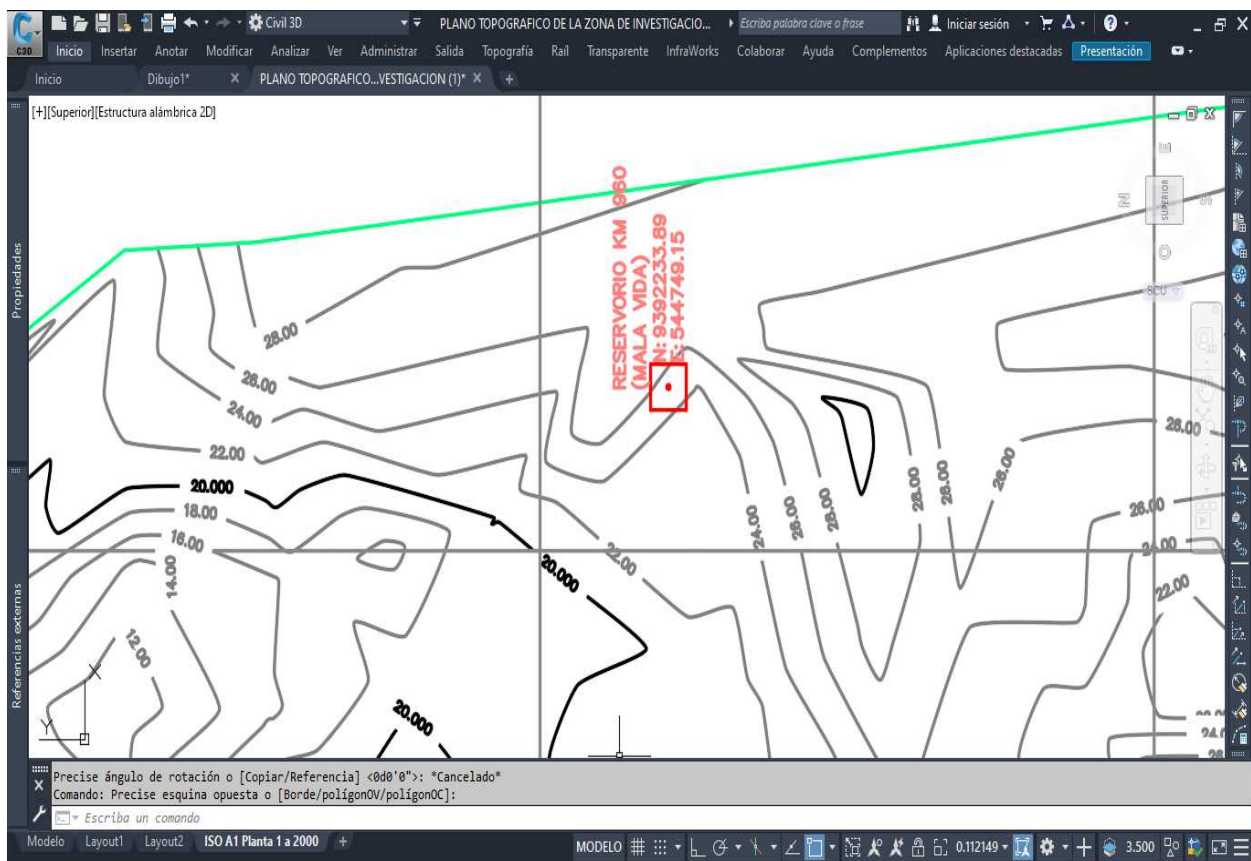 C3D
Civil 3D
PLANO TOPOGRAFICO DE LA ZONA DE INVESTIGACIO...
Escriba palabra clave o frase
Iniciar sesión
Inicio Insertar Anotar Modificar Analizar Ver Administrar Salida Topografía Rail Transparente InfraWorks Colaborar Ayuda Complementos Aplicaciones destacadas Presentación
Inicio Dibujo1* PLANO TOPOGRAFICO...VESTIGACION (1)*
[+][Superior][Estructura alámbrica 2D]
Propiedades
Referencias externas
RESERVORIO KM 960
(MALA VIDA)
N: 9392233.89
E: 544749.15
E
N
SUPERIOR
S
O
SCU
28.00
26.00
24.00
22.00
20.000
18.00
16.00
14.00
12.00
20.000
22.00
20.000
24.00
26.00
28.00
28.00
26.00
26.00
26.00
26.00
24.00
22.00
X
Y
Precise ángulo de rotación o [Copiar/Referencia] <0d0'0">: *Cancelado*
Comando: Precise esquina opuesta o [Borde/polígonOV/polígonOC]:
Escriba un comando
Modelo Layout1 Layout2 ISO A1 Planta 1 a 2000 +
MODELO 0.112149 3.500